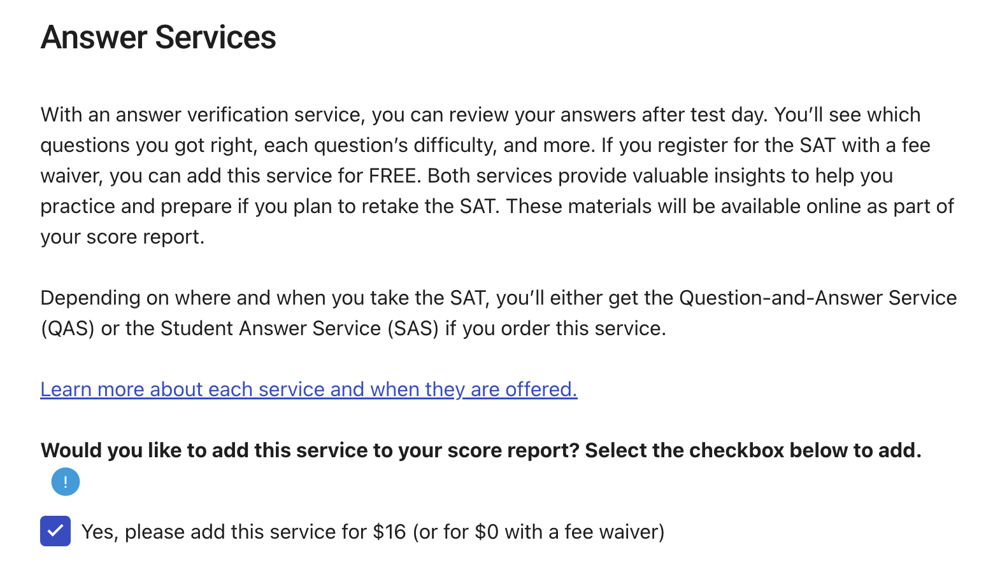 Answer Services
With an answer verification service, you can review your answers after test day. You’ll see which
questions you got right, each question’s difficulty, and more. If you register for the SAT with a fee
waiver, you can add this service for FREE. Both services provide valuable insights to help you
practice and prepare if you plan to retake the SAT. These materials will be available online as part of
your score report.
Depending on where and when you take the SAT, you’ll either get the Question-and-Answer Service
(QAS) or the Student Answer Service (SAS) if you order this service.
Learn more about each service and when they are offered.
Would you like to add this service to your score report? Select the checkbox below to add.
!
Yes, please add this service for $16 (or for $0 with a fee waiver)